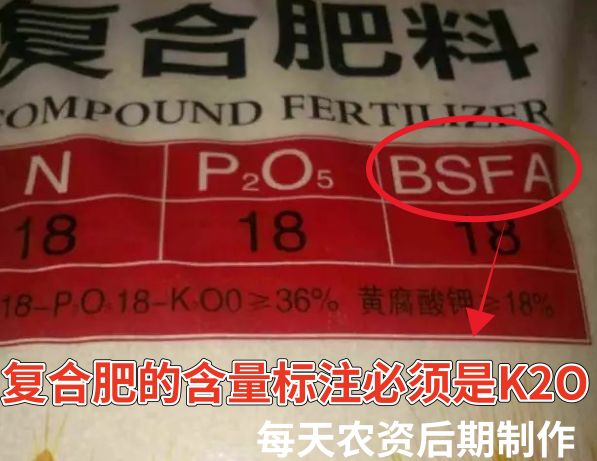 复合肥料
COMPOUND FERTILIZER
N P₂O₅ BSFA
18 18 18
18-P₂O₅18-K₂O0≥36% 黄腐酸钾≥18%
复合肥的含量标注必须是K2O
每天农资后期制作